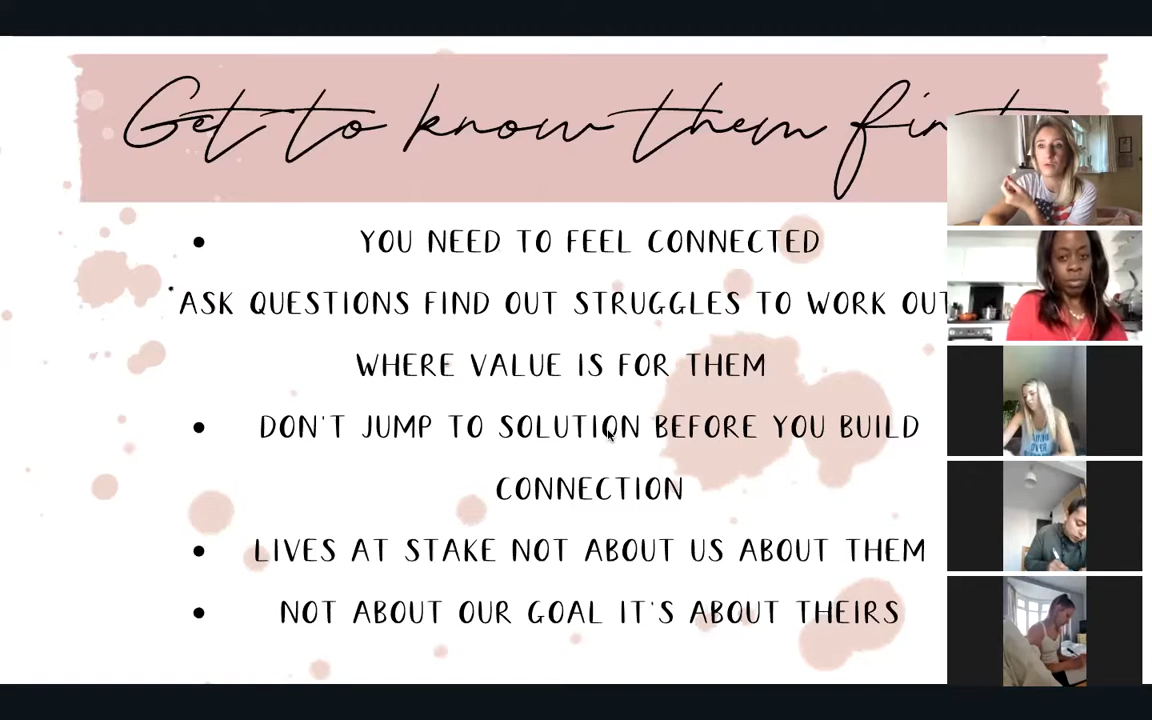 Get to know them first
YOU NEED TO FEEL CONNECTED
ASK QUESTIONS FIND OUT STRUGGLES TO WORK OUT
WHERE VALUE IS FOR THEM
DON'T JUMP TO SOLUTION BEFORE YOU BUILD
CONNECTION
LIVES AT STAKE NOT ABOUT US ABOUT THEM
NOT ABOUT OUR GOAL IT'S ABOUT THEIRS